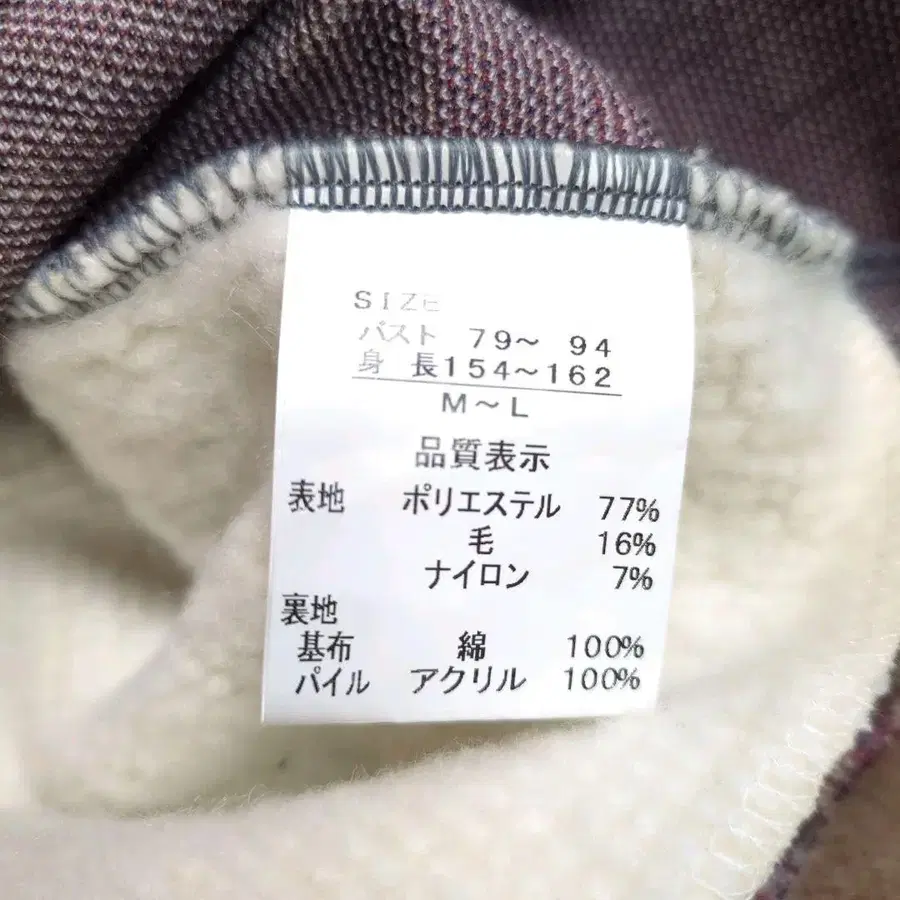 SIZE
バスト 79～ 94
身 長154～162
M～L
品質表示
表地 ポリエステル 77%
毛 16%
ナイロン 7%
裏地
基布 綿 100%
パイル アクリル 100%